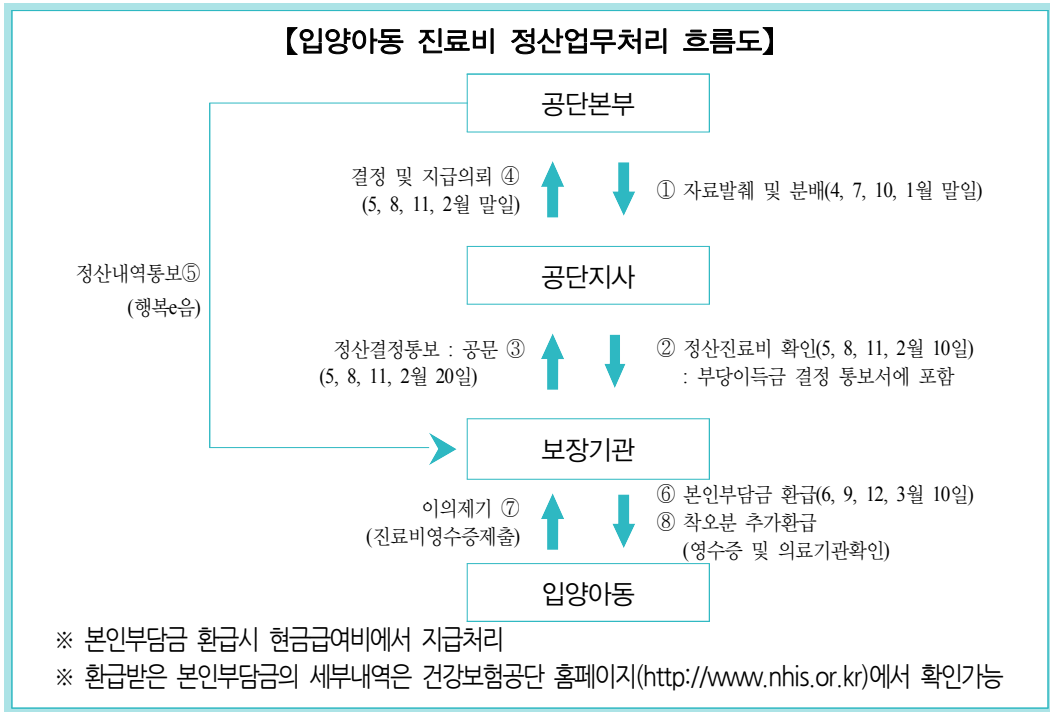 【입양아동 진료비 정산업무처리 흐름도】
공단본부
결정 및 지급의뢰 ④
(5, 8, 11, 2월 말일)
① 자료발췌 및 분배(4, 7, 10, 1월 말일)
공단지사
정산내역통보⑤
(행복e음)
정산결정통보 : 공문 ③
(5, 8, 11, 2월 20일)
② 정산진료비 확인(5, 8, 11, 2월 10일)
: 부당이득금 결정 통보서에 포함
보장기관
이의제기 ⑦
(진료비영수증제출)
⑥ 본인부담금 환급(6, 9, 12, 3월 10일)
⑧ 착오분 추가환급
(영수증 및 의료기관확인)
입양아동
※ 본인부담금 환급시 현금급여비에서 지급처리
※ 환급받은 본인부담금의 세부내역은 건강보험공단 홈페이지(http://www.nhis.or.kr)에서 확인가능